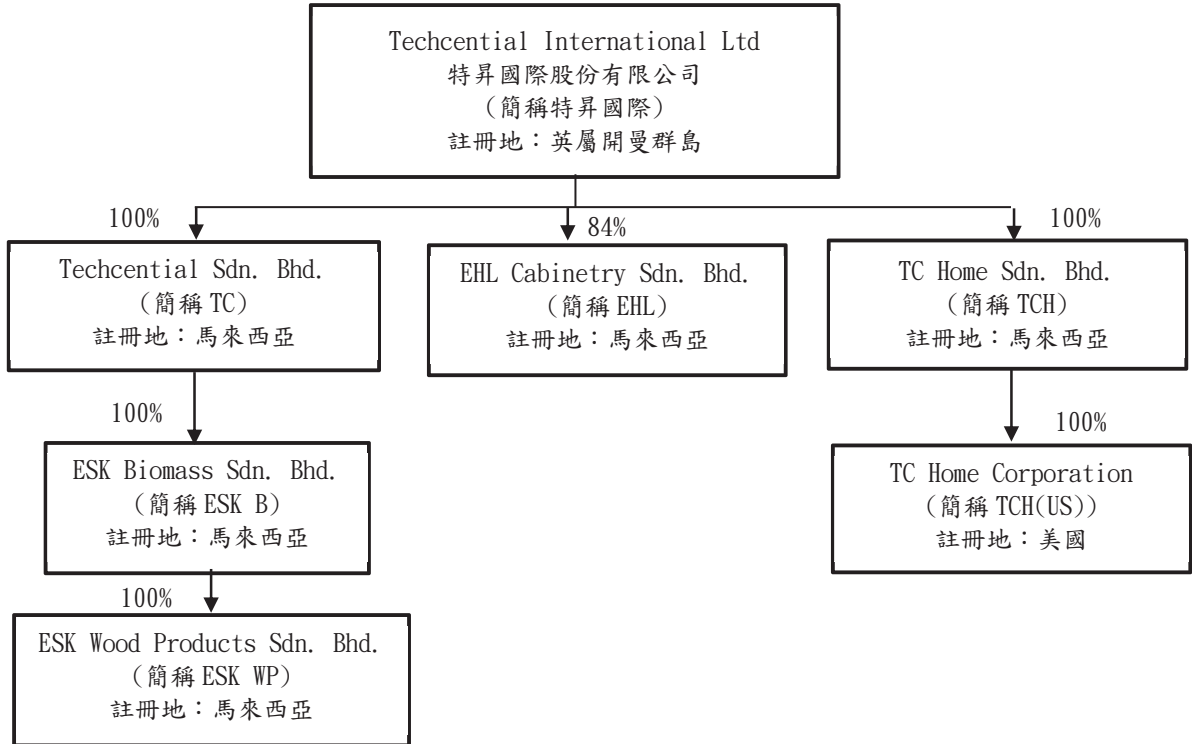 Techcential International Ltd
特昇國際股份有限公司
(簡稱特昇國際)
註冊地：英屬開曼群島
100%
84%
100%
Techcential Sdn. Bhd.
(簡稱 TC)
註冊地：馬來西亞
EHL Cabinetry Sdn. Bhd.
(簡稱 EHL)
註冊地：馬來西亞
TC Home Sdn. Bhd.
(簡稱 TCH)
註冊地：馬來西亞
100%
100%
ESK Biomass Sdn. Bhd.
(簡稱 ESK B)
註冊地：馬來西亞
TC Home Corporation
(簡稱 TCH(US))
註冊地：美國
100%
ESK Wood Products Sdn. Bhd.
(簡稱 ESK WP)
註冊地：馬來西亞